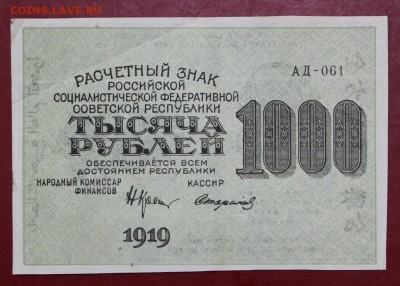 COINS.LAVE.RU
РАСЧЕТНЫЙ ЗНАК
РОССИЙСКОЙ
СОЦИАЛИСТИЧЕСКОЙ ФЕДЕРАТИВНОЙ
СОВЕТСКОЙ РЕСПУБЛИКИ
ТЫСЯЧА
РУБЛЕЙ
ОБЕСПЕЧИВАЕТСЯ ВСЕМ
ДОСТОЯНИЕМ РЕСПУБЛИКИ
НАРОДНЫЙ КОМИССАР
ФИНАНСОВ
КАССИР
1919
АД-061
1000